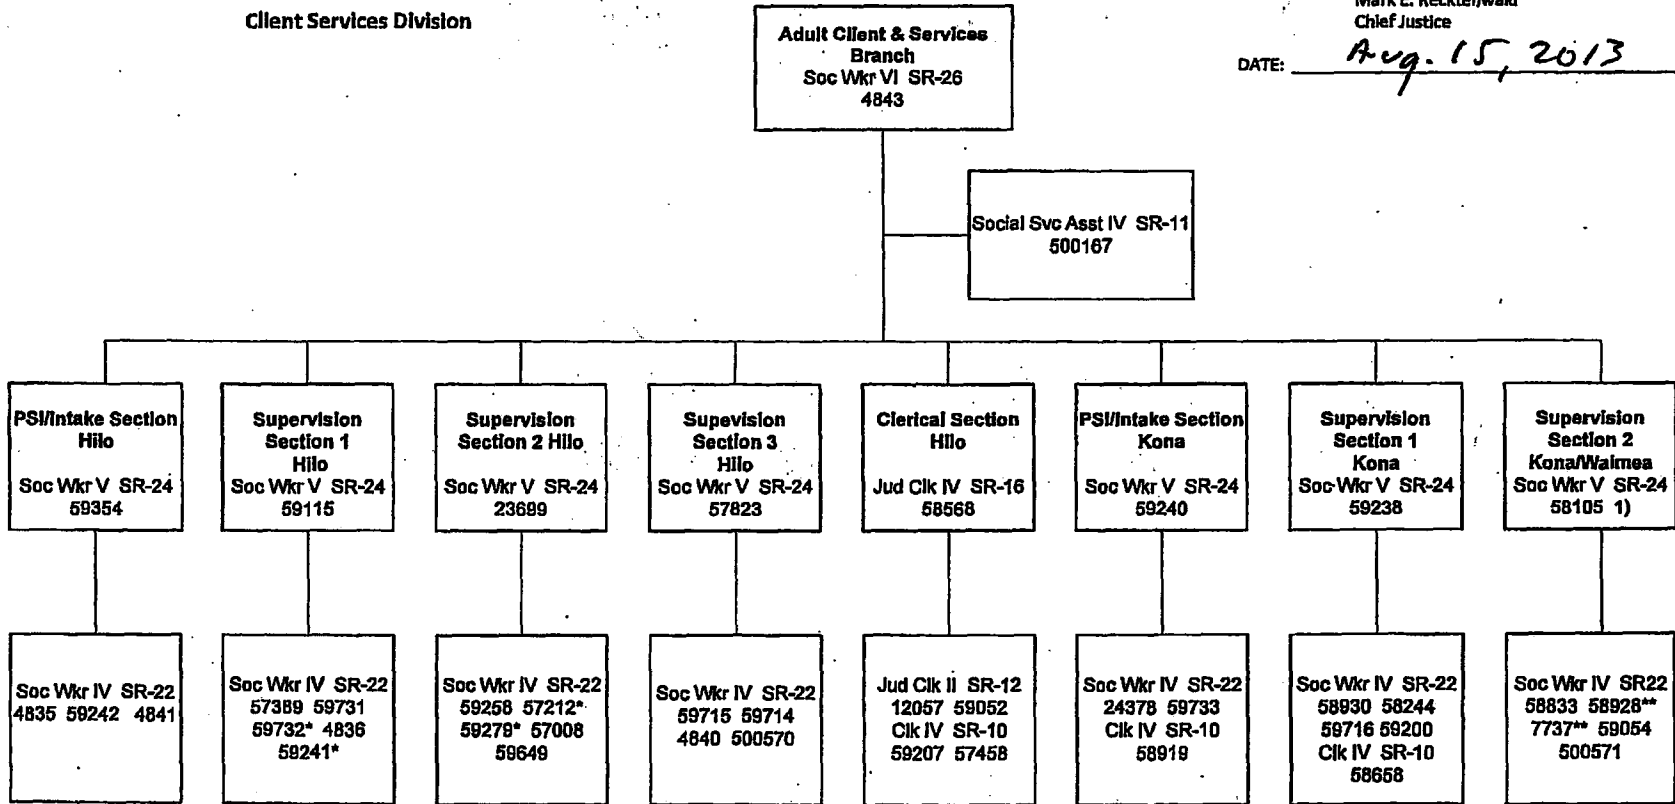 Client Services Division
Chief Justice
DATE: Aug. 15, 2013
Adult Client & Services
Branch
Soc Wkr VI SR-26
4843
Social Svc Asst IV SR-11
500167
PSI/Intake Section
Hilo
Soc Wkr V SR-24
59354
Supervision
Section 1
Hilo
Soc Wkr V SR-24
59115
Supervision
Section 2 Hilo
Soc Wkr V SR-24
23699
Supevision
Section 3
Hilo
Soc Wkr V SR-24
57823
Clerical Section
Hilo
Jud Clk IV SR-16
58568
PSI/Intake Section
Kona
Soc Wkr V SR-24
59240
Supervision
Section 1
Kona
Soc Wkr V SR-24
59238
Supervision
Section 2
Kona/Waimea
Soc Wkr V SR-24
58105 1)
Soc Wkr IV SR-22
4835 59242 4841
Soc Wkr IV SR-22
57389 59731
59732* 4836
59241*
Soc Wkr IV SR-22
59258 57212*
59279* 57008
59649
Soc Wkr IV SR-22
59715 59714
4840 500570
Jud Clk II SR-12
12057 59052
Clk IV SR-10
59207 57458
Soc Wkr IV SR-22
24378 59733
Clk IV SR-10
58919
Soc Wkr IV SR-22
58930 58244
59716 59200
Clk IV SR-10
58658
Soc Wkr IV SR22
58833 58928**
7737** 59054
500571